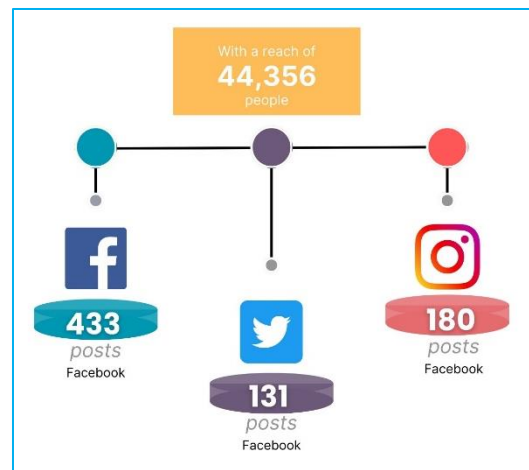 With a reach of
44,356
people
433
posts
Facebook
131
posts
Facebook
180
posts
Facebook